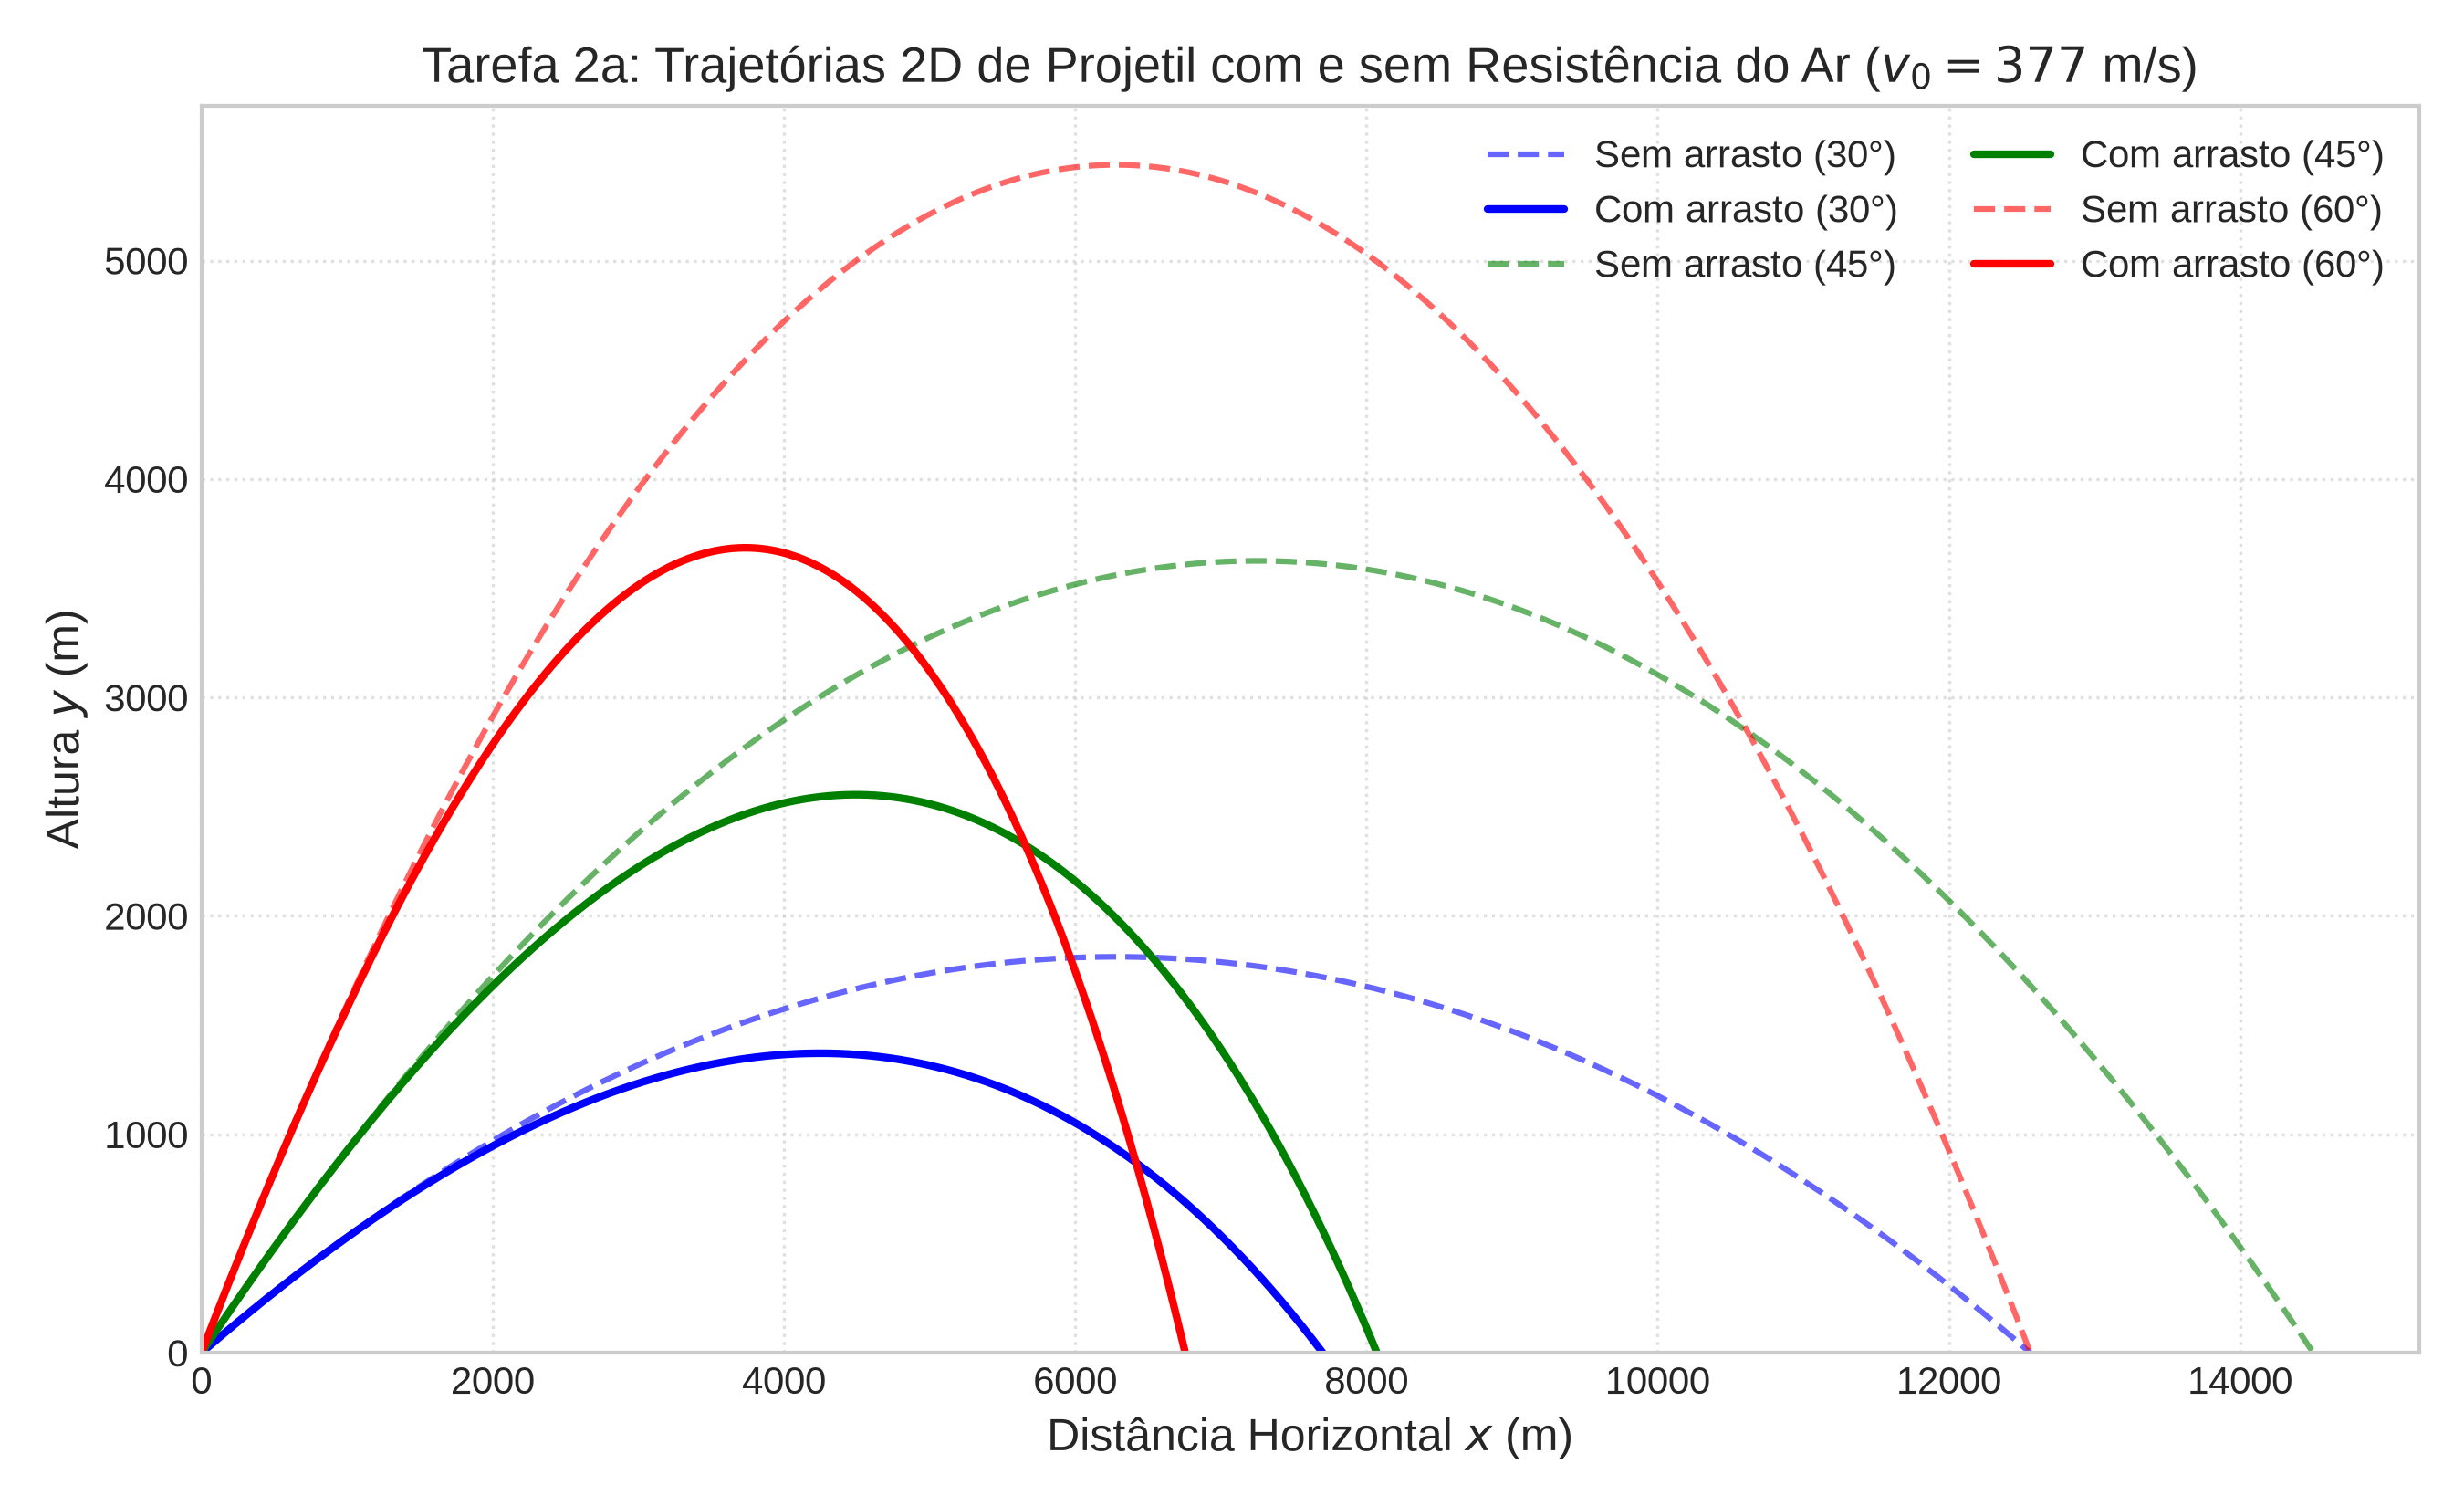 Tarefa 2a: Trajetórias 2D de Projetil com e sem Resistência do Ar (v₀ = 377 m/s)
Sem arrasto (30°)
Com arrasto (30°)
Sem arrasto (45°)
Com arrasto (45°)
Sem arrasto (60°)
Com arrasto (60°)
Altura y (m)
5000
4000
3000
2000
1000
0
0 2000 4000 6000 8000 10000 12000 14000
Distância Horizontal x (m)